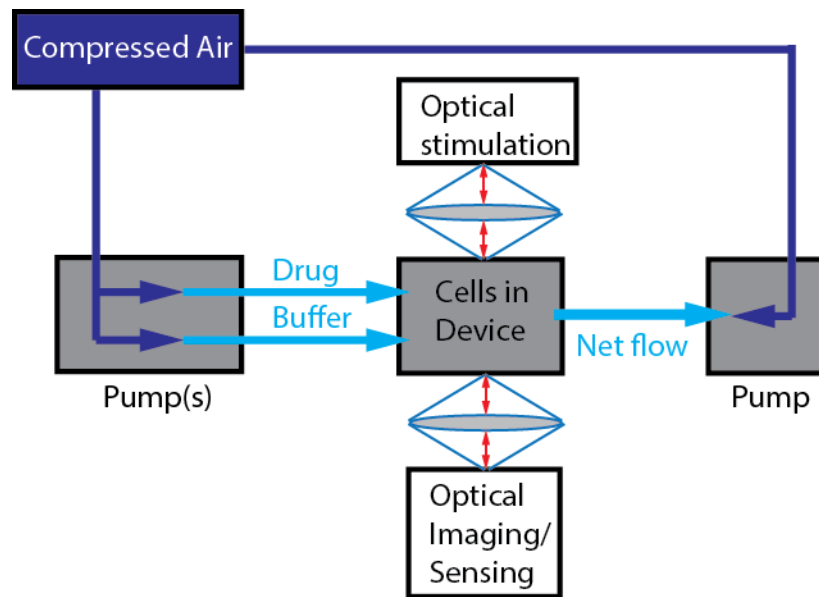 Compressed Air
Optical
stimulation
Drug
Buffer
Cells in
Device
Net flow
Pump(s)
Pump
Optical
Imaging/
Sensing